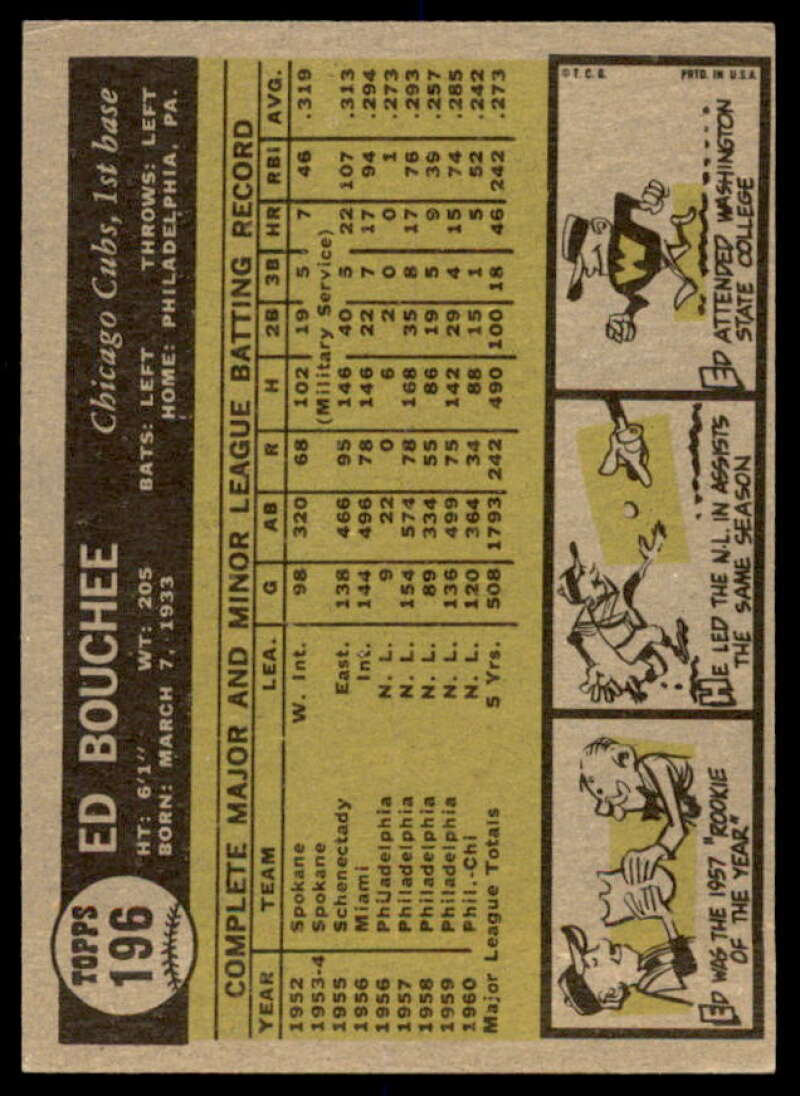 TOPPS
196
ED BOUCHEE Chicago Cubs, 1st base
HT: 6'1" WT: 205 BATS: LEFT THROWS: LEFT
BORN: MARCH 7, 1933 HOME: PHILADELPHIA, PA.
COMPLETE MAJOR AND MINOR LEAGUE BATTING RECORD
YEAR TEAM LEA. G AB R H 2B 3B HR RBI AVG.
1952 Spokane W. Int. 98 320 68 102 19 5 7 46 .319
1953-4 Spokane (Military Service)
1955 Schenectady East. 138 466 95 146 40 5 22 107 .313
1956 Miami Int. 144 496 78 146 22 7 17 94 .294
1956 Philadelphia N. L. 9 22 0 6 2 0 0 1 .273
1957 Philadelphia N. L. 154 574 78 168 35 8 17 76 .293
1958 Philadelphia N. L. 89 334 55 86 19 5 9 39 .257
1959 Philadelphia N. L. 136 499 75 142 29 4 15 74 .285
1960 Phil.-Chi N. L. 120 364 34 88 15 1 5 52 .242
Major League Totals 5 Yrs. 508 1793 242 490 100 18 46 242 .273
ED WAS THE 1957 "ROOKIE
OF THE YEAR"
HE LED THE N.L. IN ASSISTS
THE SAME SEASON
© T. C. G. PRTD. IN U.S.A.
W
ED ATTENDED WASHINGTON
STATE COLLEGE